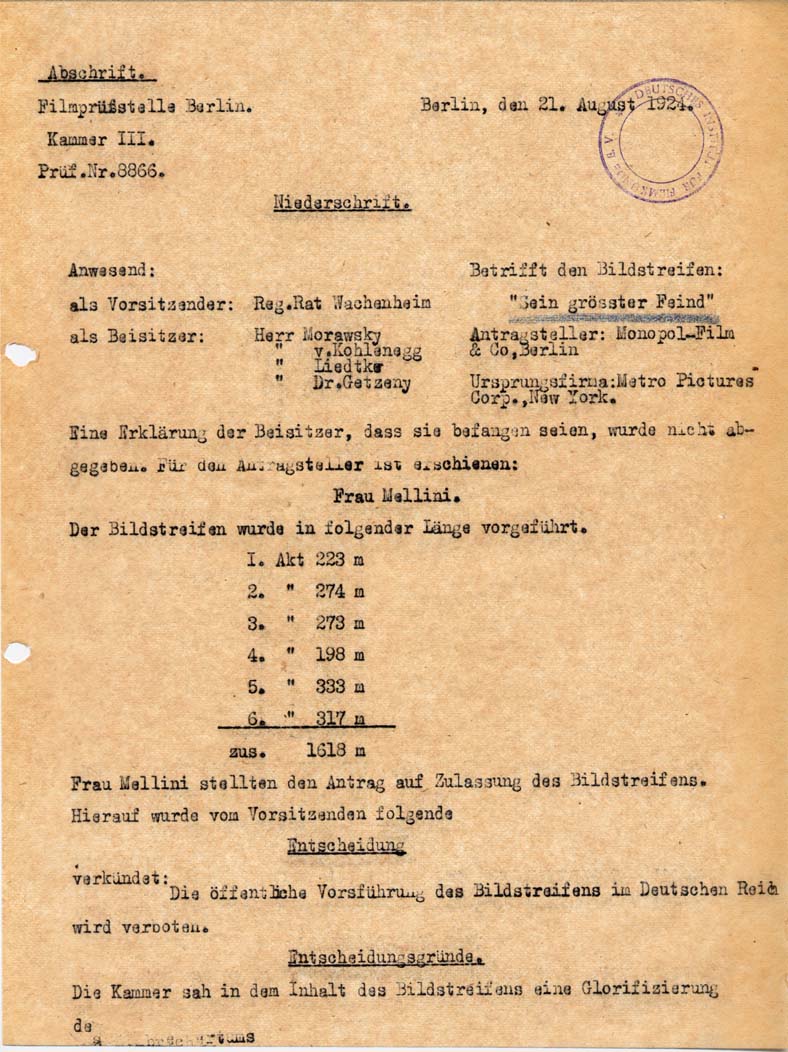 Abschrift.
Filmprüfstelle Berlin.
Berlin, den 21. August 1924.
DEUTSCHES INSTITUT FÜR FILMKUNDE E. V.
Kammer III.
Prüf.Nr.8866.
Niederschrift.
Anwesend:
als Vorsitzender: Reg.Rat Wachenheim
als Beisitzer: Herr Morawsky
" v.Kohlenegg
" Liedtke
" Dr.Getzeny
Betrifft den Bildstreifen:
"Sein grösster Feind"
Antragsteller: Monopol-Film
& Co,Berlin
Ursprungsfirma:Metro Pictures
Corp.,New York.
Eine Erklärung der Beisitzer, dass sie befangen seien, wurde nicht ab-
gegeben. Für den Antragsteller ist erschienen:
Frau Mellini.
Der Bildstreifen wurde in folgender Länge vorgeführt.
I. Akt 223 m
2. " 274 m
3. " 273 m
4. " 198 m
5. " 333 m
6. " 317 m
zus. 1618 m
Frau Mellini stellten den Antrag auf Zulassung des Bildstreifens.
Hierauf wurde vom Vorsitzenden folgende
Entscheidung
verkündet:
Die öffentliche Vorsführung des Bildstreifens im Deutschen Reich
wird verboten.
Entscheidungsgründe.
Die Kammer sah in dem Inhalt des Bildstreifens eine Glorifizierung
de